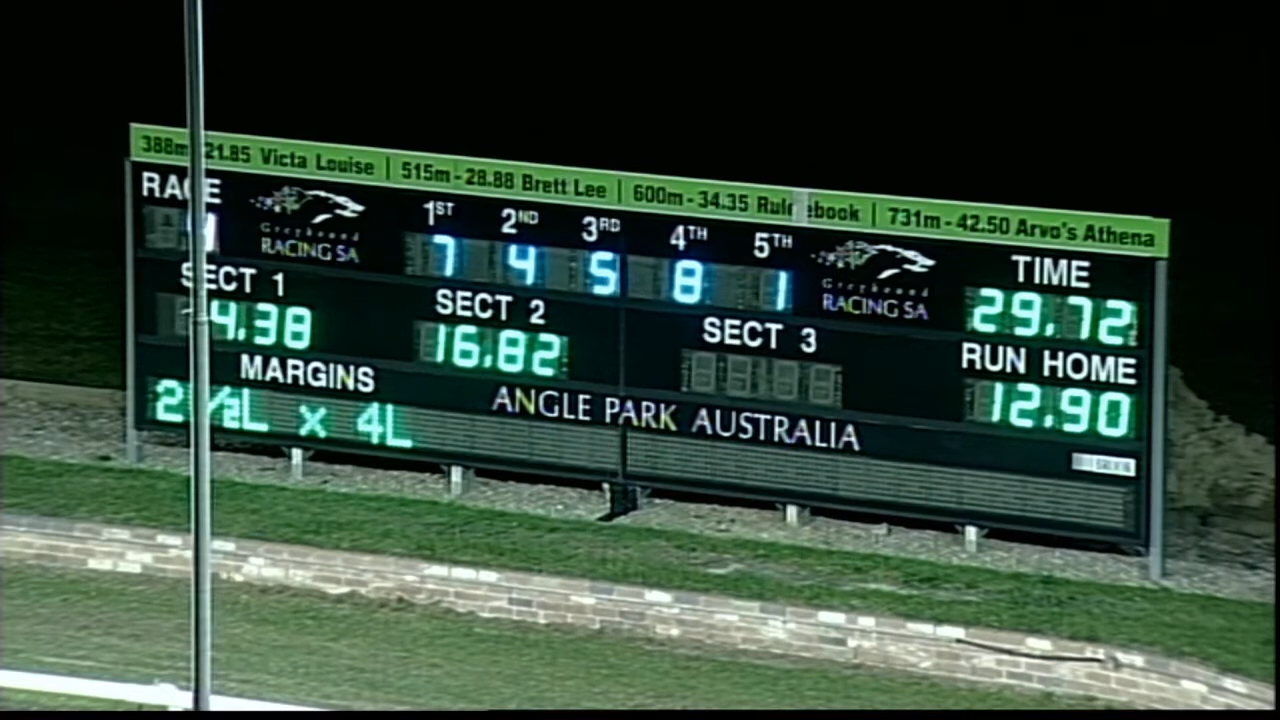 388m 21.85 Victa Louise | 515m - 28.88 Brett Lee | 600m - 34.35 Rulebook | 731m - 42.50 Arvo's Athena
RACE
Greyhound
RACING SA
1ST 2ND 3RD 4TH 5TH
7 4 5 8 1
Greyhound
RACING SA
TIME
29.72
SECT 1
4.38
SECT 2
16.82
SECT 3
RUN HOME
12.90
MARGINS
2½L x 4L
ANGLE PARK AUSTRALIA